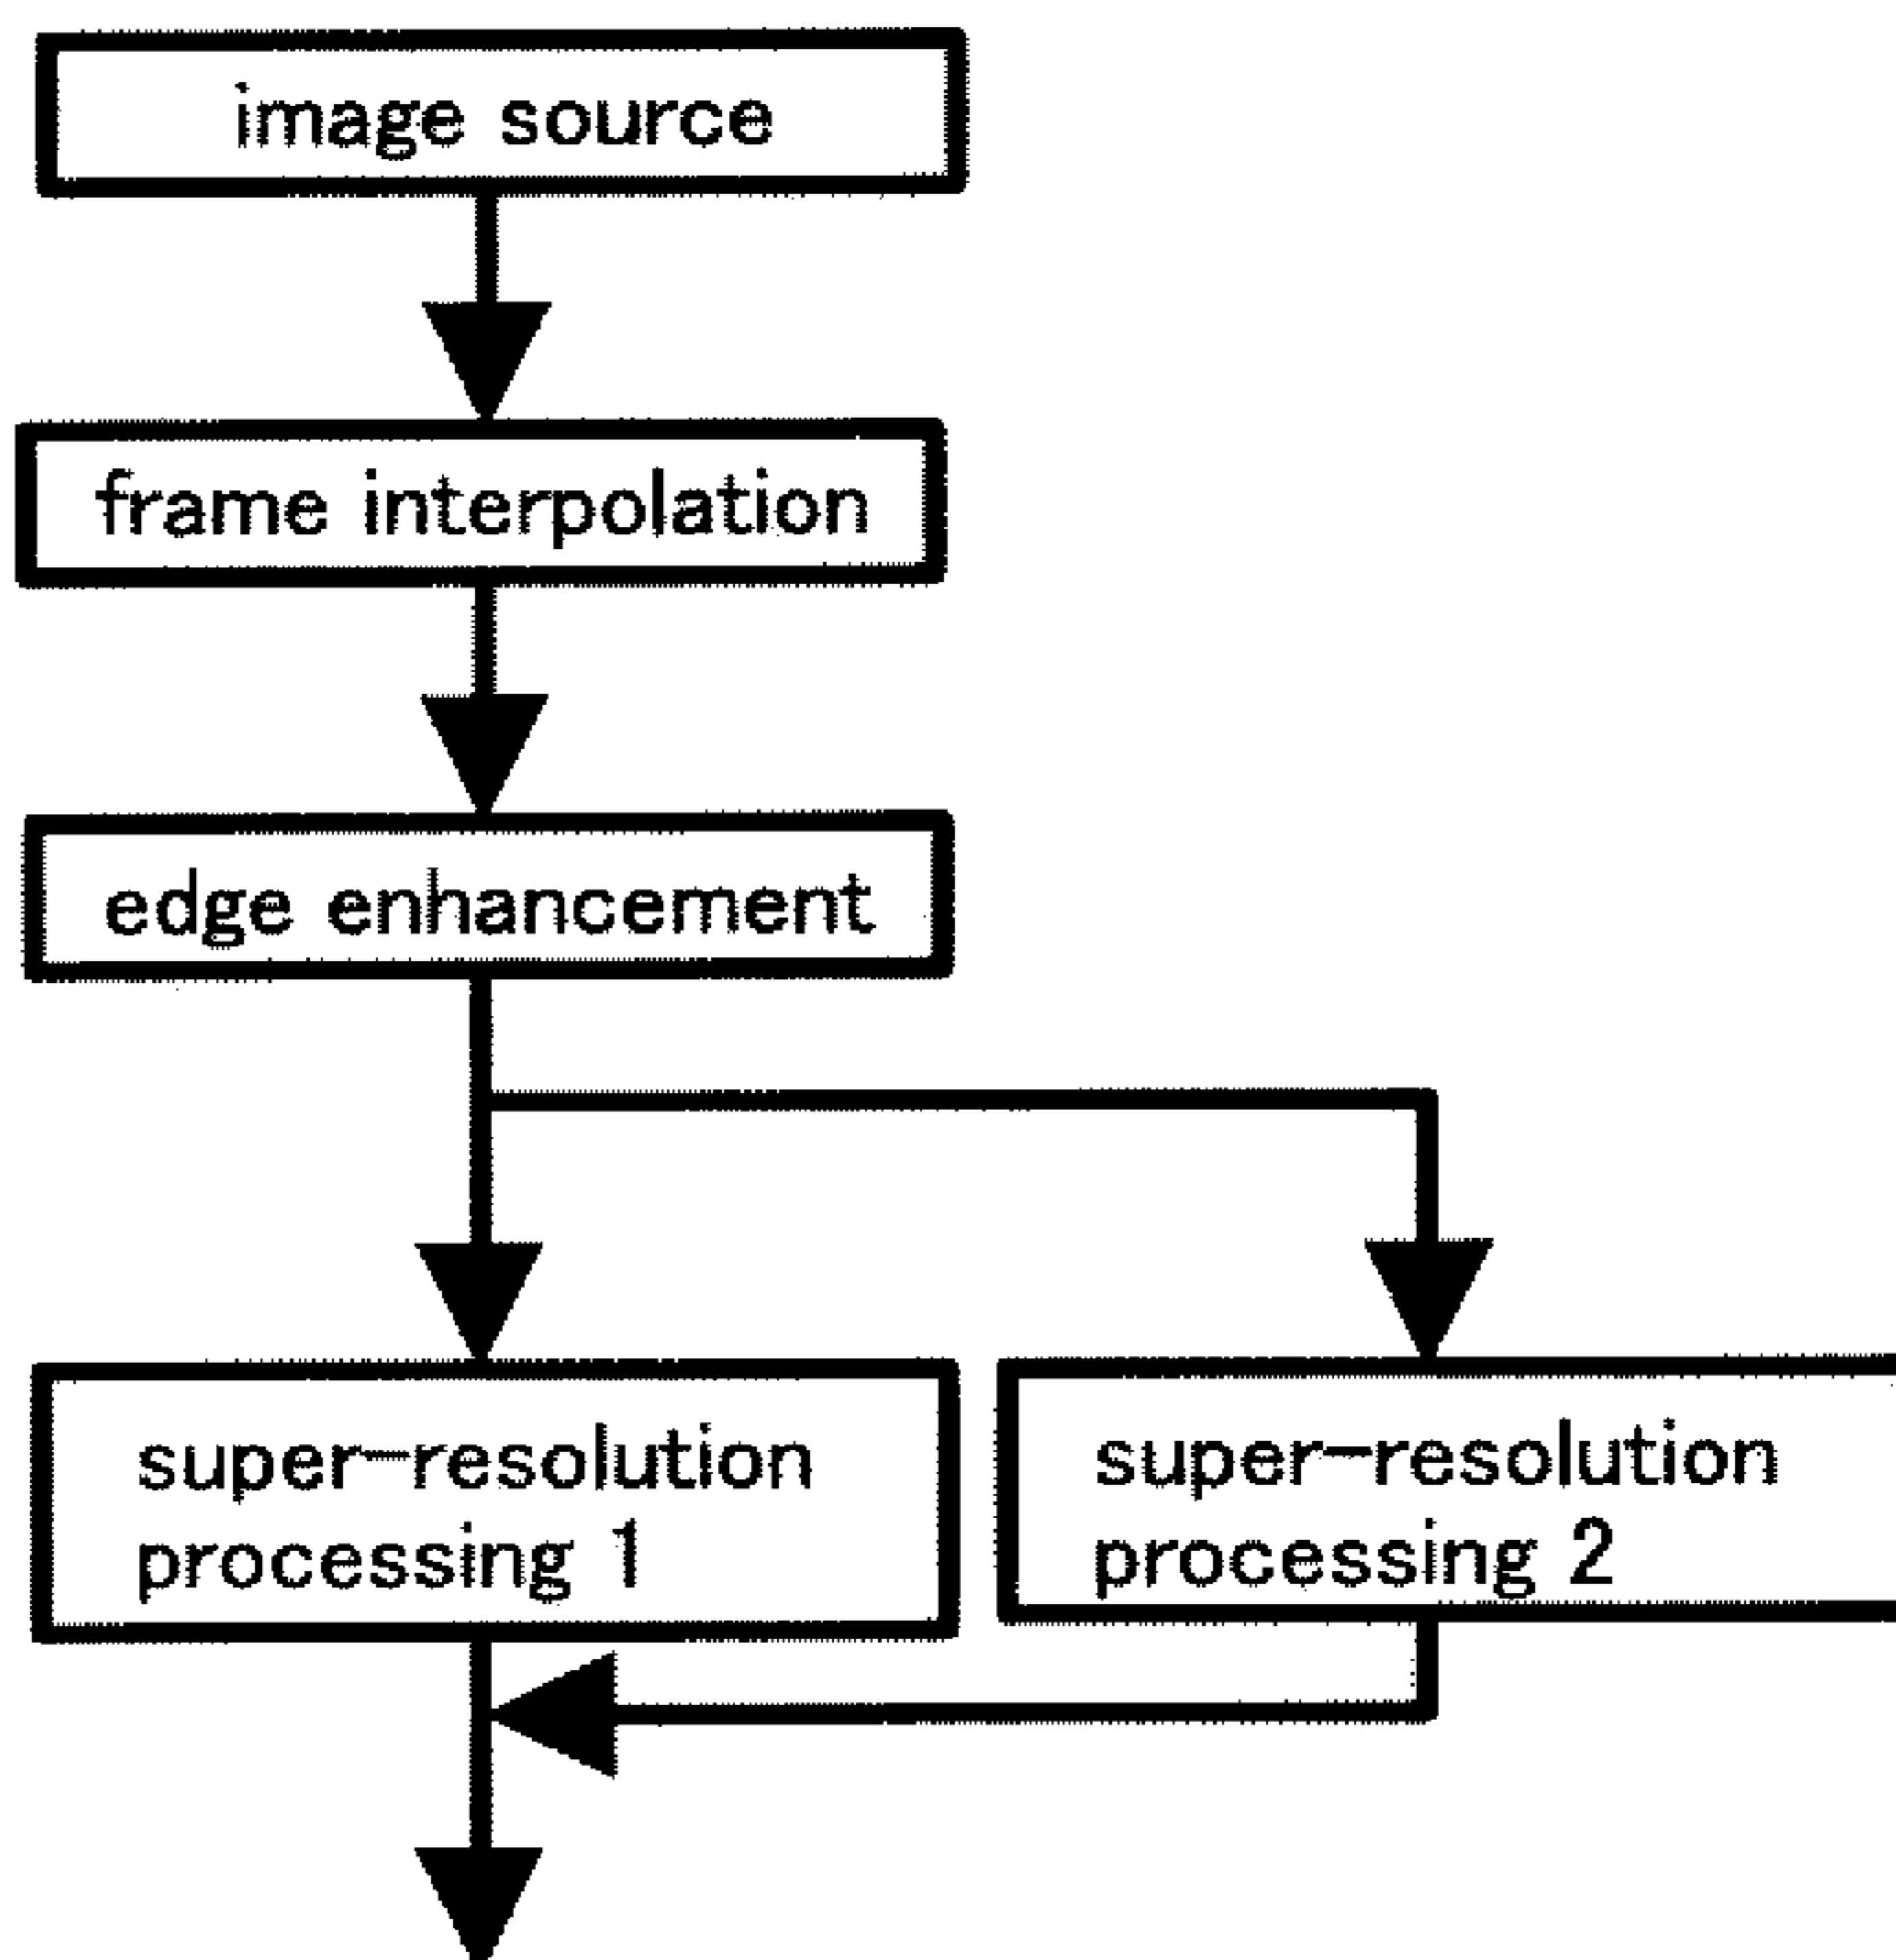 image source
frame interpolation
edge enhancement
super-resolution
processing 1
super-resolution
processing 2